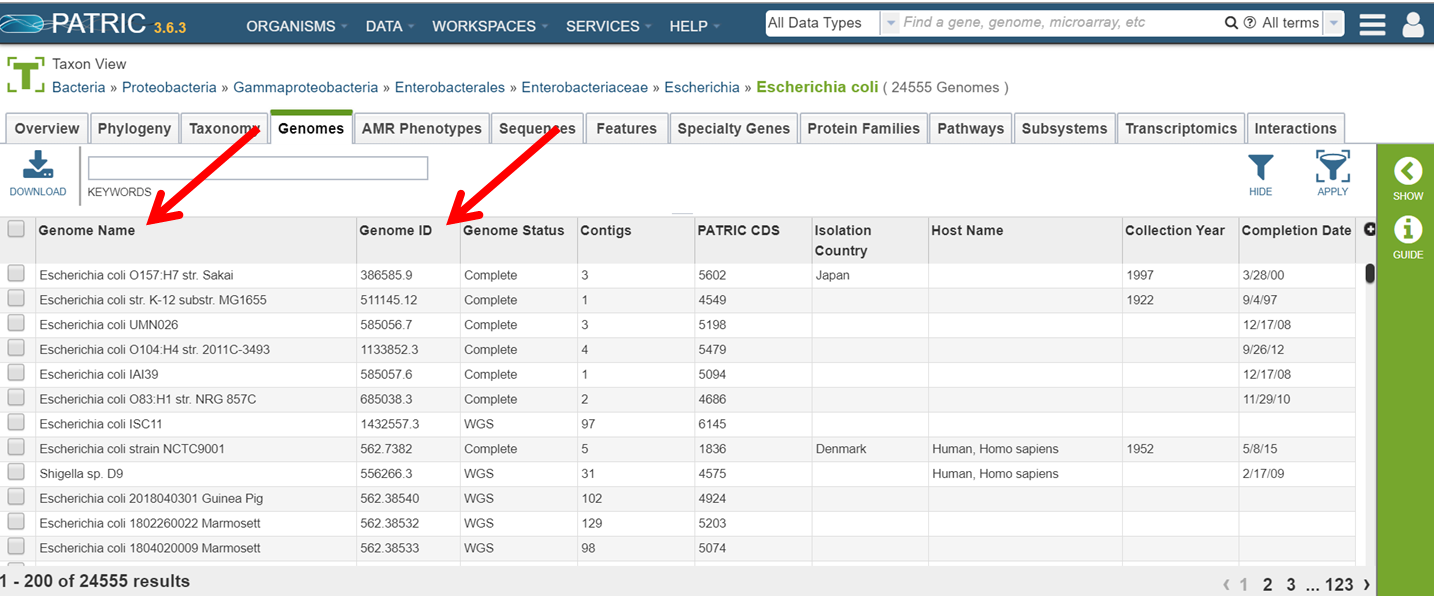 PATRIC 3.6.3 ORGANISMS DATA WORKSPACES SERVICES HELP All Data Types Find a gene, genome, microarray, etc All terms
Taxon View
Bacteria » Proteobacteria » Gammaproteobacteria » Enterobacterales » Enterobacteriaceae » Escherichia » Escherichia coli ( 24555 Genomes )
Overview Phylogeny Taxonomy Genomes AMR Phenotypes Sequences Features Specialty Genes Protein Families Pathways Subsystems Transcriptomics Interactions
DOWNLOAD KEYWORDS HIDE APPLY SHOW
GUIDE
Genome Name Genome ID Genome Status Contigs PATRIC CDS Isolation Country Host Name Collection Year Completion Date
Escherichia coli O157:H7 str. Sakai 386585.9 Complete 3 5602 Japan 1997 3/28/00
Escherichia coli str. K-12 substr. MG1655 511145.12 Complete 1 4549 1922 9/4/97
Escherichia coli UMN026 585056.7 Complete 3 5198 12/17/08
Escherichia coli O104:H4 str. 2011C-3493 1133852.3 Complete 4 5479 9/26/12
Escherichia coli IAI39 585057.6 Complete 1 5094 12/17/08
Escherichia coli O83:H1 str. NRG 857C 685038.3 Complete 2 4686 11/29/10
Escherichia coli ISC11 1432557.3 WGS 97 6145
Escherichia coli strain NCTC9001 562.7382 Complete 5 1836 Denmark Human, Homo sapiens 1952 5/8/15
Shigella sp. D9 556266.3 WGS 31 4575 Human, Homo sapiens 2/17/09
Escherichia coli 2018040301 Guinea Pig 562.38540 WGS 102 4924
Escherichia coli 1802260022 Marmosett 562.38532 WGS 129 5203
Escherichia coli 1804020009 Marmosett 562.38533 WGS 98 5074
1 - 200 of 24555 results ‹ 1 2 3 ... 123 ›